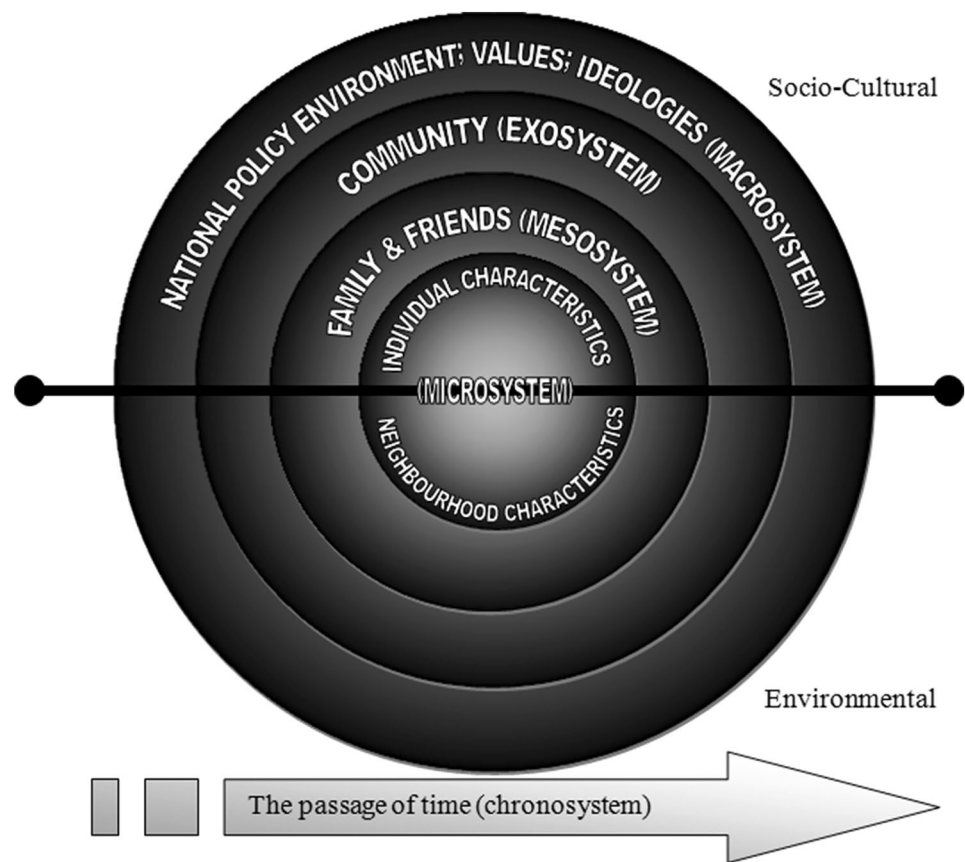 NATIONAL POLICY ENVIRONMENT; VALUES; IDEOLOGIES (MACROSYSTEM)
Socio-Cultural
COMMUNITY (EXOSYSTEM)
FAMILY & FRIENDS (MESOSYSTEM)
INDIVIDUAL CHARACTERISTICS
(MICROSYSTEM)
NEIGHBOURHOOD CHARACTERISTICS
Environmental
The passage of time (chronosystem)